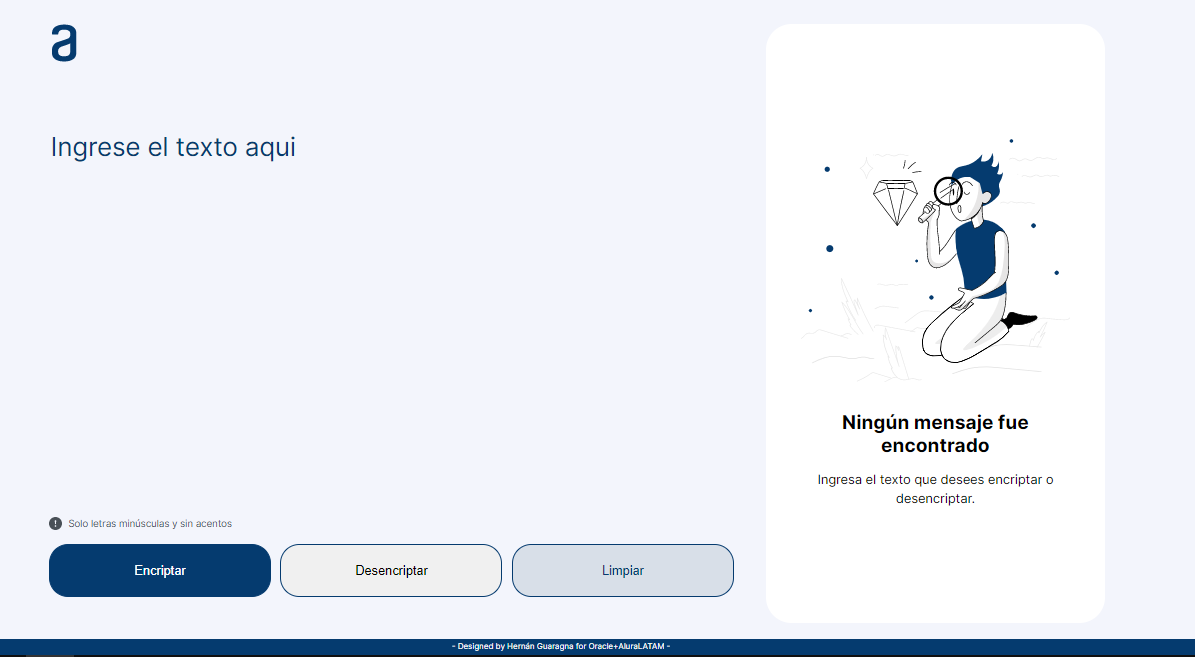 a
Ingrese el texto aqui
Ningún mensaje fue
encontrado
Ingresa el texto que desees encriptar o
desencriptar.
! Solo letras minúsculas y sin acentos
Encriptar
Desencriptar
Limpiar
- Designed by Hernán Guaragna for Oracle+AluraLATAM -